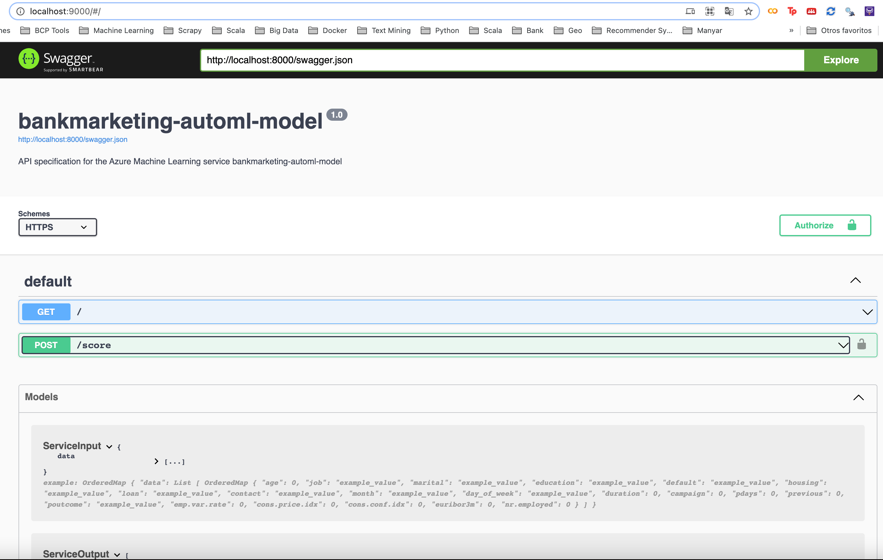 localhost:9000/#/
nes BCP Tools Machine Learning Scrapy Scala Big Data Docker Text Mining Python Scala Bank Geo Recommender Sy... Manyar » Otros favoritos
Swagger.
Supported by SMARTBEAR
http://localhost:8000/swagger.json
Explore
bankmarketing-automl-model 1.0
http://localhost:8000/swagger.json
API specification for the Azure Machine Learning service bankmarketing-automl-model
Schemes
HTTPS
Authorize
default
GET /
POST /score
Models
ServiceInput {
data
[...]
}
example: OrderedMap { "data": List [ OrderedMap { "age": 0, "job": "example_value", "marital": "example_value", "education": "example_value", "default": "example_value", "housing":
"example_value", "loan": "example_value", "contact": "example_value", "month": "example_value", "day_of_week": "example_value", "duration": 0, "campaign": 0, "pdays": 0, "previous": 0,
"poutcome": "example_value", "emp.var.rate": 0, "cons.price.idx": 0, "cons.conf.idx": 0, "euribor3m": 0, "nr.employed": 0 } ] }
ServiceOutput [